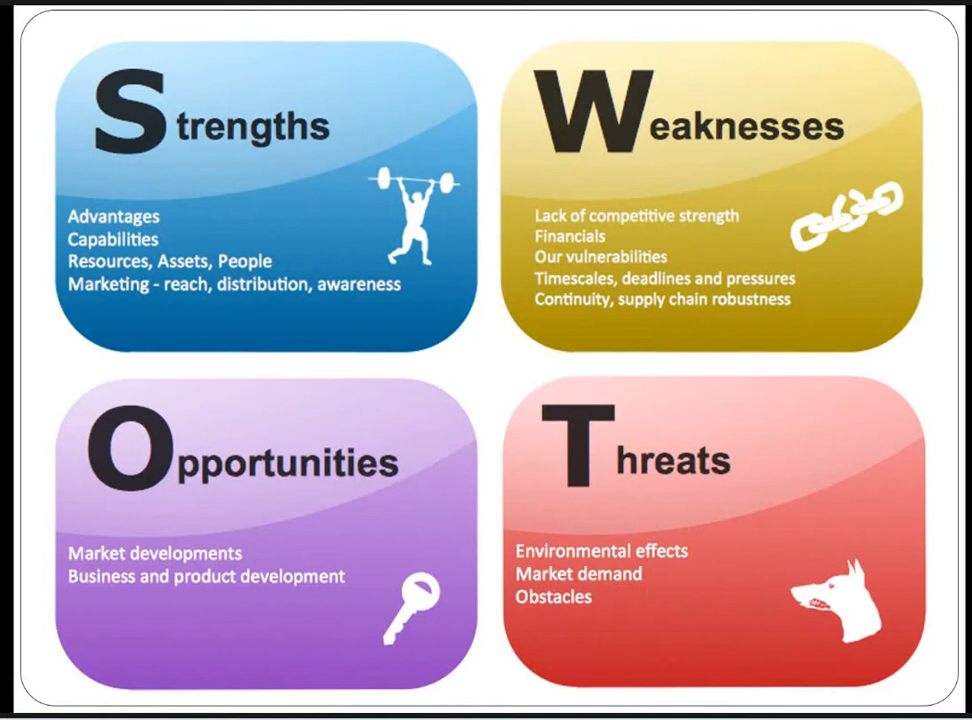 Strengths
Advantages
Capabilities
Resources, Assets, People
Marketing - reach, distribution, awareness
Weaknesses
Lack of competitive strength
Financials
Our vulnerabilities
Timescales, deadlines and pressures
Continuity, supply chain robustness
Opportunities
Market developments
Business and product development
Threats
Environmental effects
Market demand
Obstacles